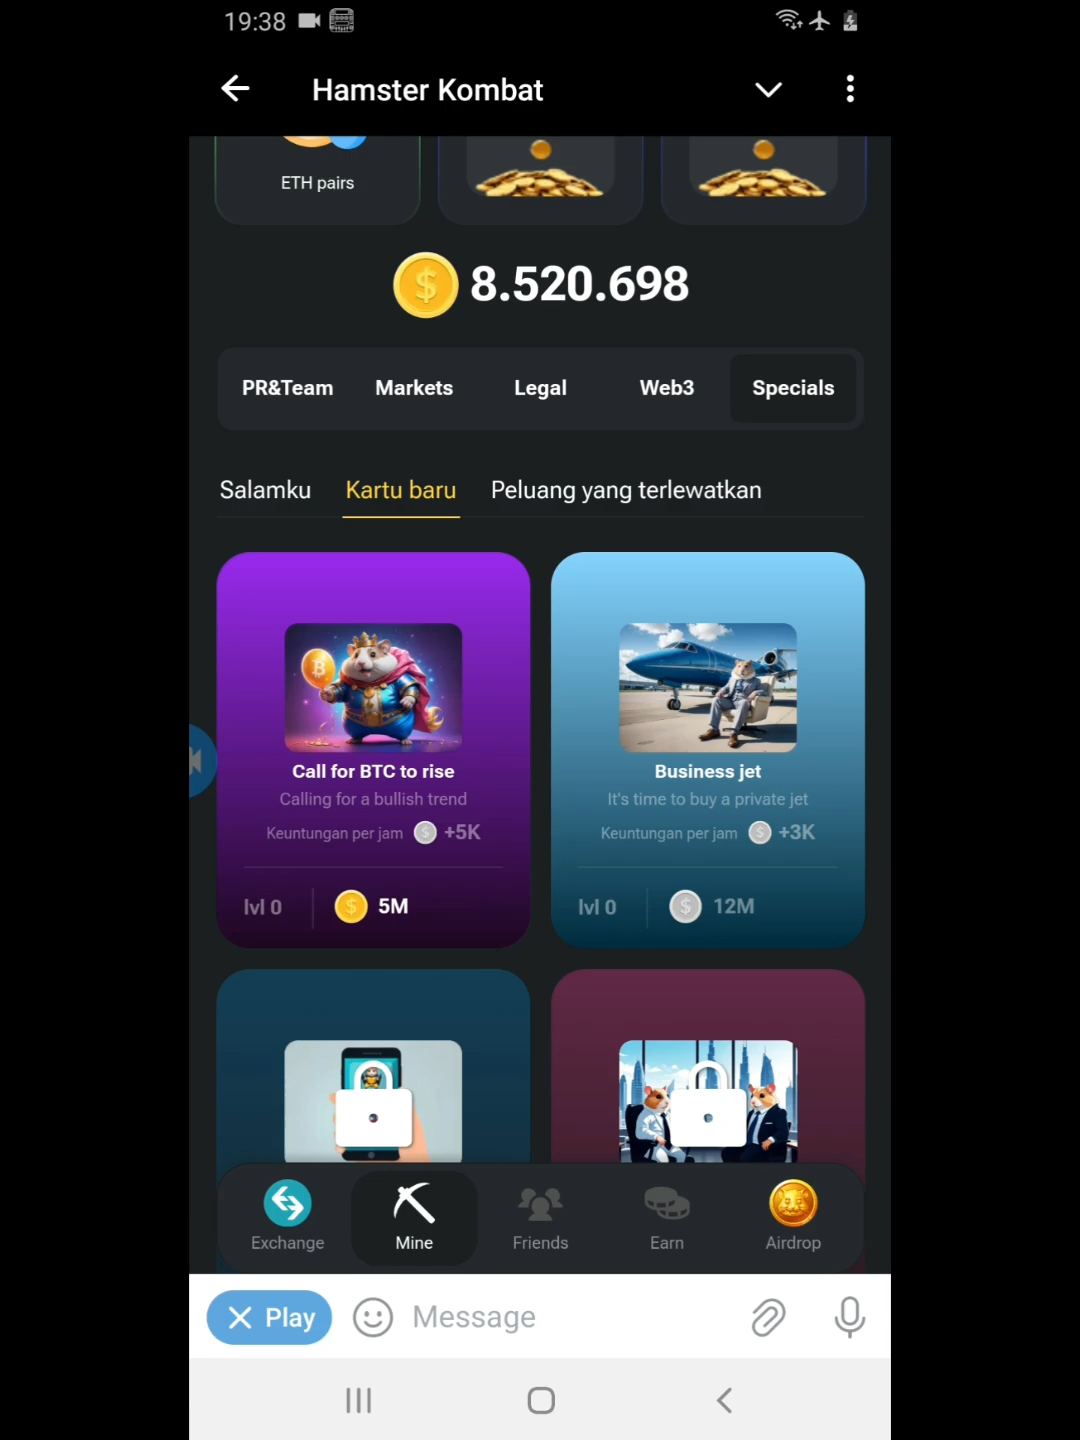 19:38
Hamster Kombat
ETH pairs
8.520.698
PR&Team Markets Legal Web3 Specials
Salamku Kartu baru Peluang yang terlewatkan
Call for BTC to rise
Calling for a bullish trend
Keuntungan per jam +5K
lvl 0 5M
Business jet
It's time to buy a private jet
Keuntungan per jam +3K
lvl 0 12M
Exchange Mine Friends Earn Airdrop
Play Message